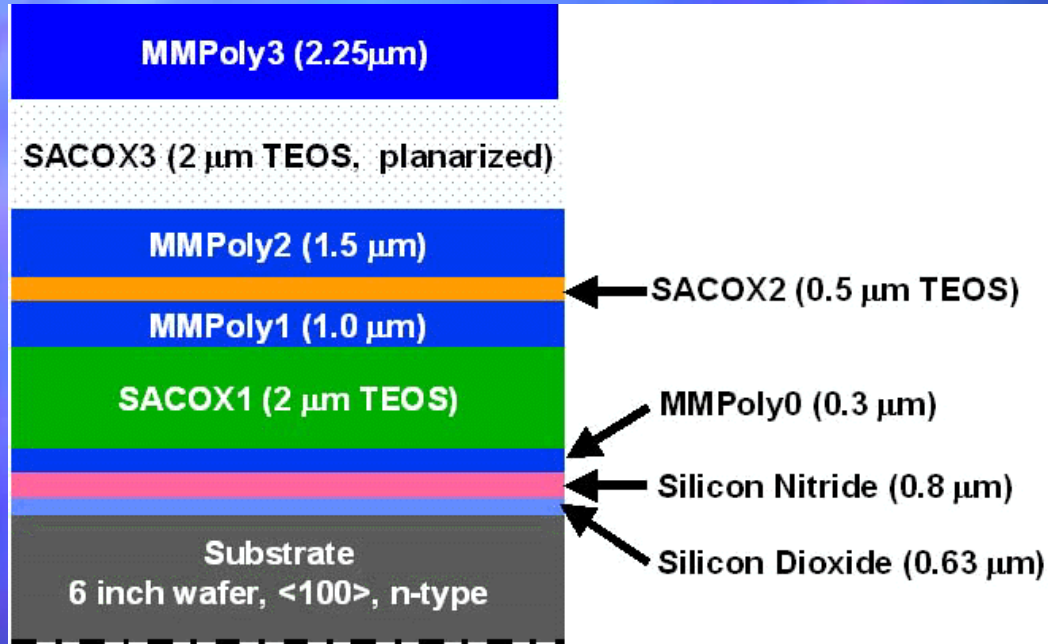 MMPoly3 (2.25μm)
SACOX3 (2 μm TEOS, planarized)
MMPoly2 (1.5 μm)
SACOX2 (0.5 μm TEOS)
MMPoly1 (1.0 μm)
SACOX1 (2 μm TEOS)
MMPoly0 (0.3 μm)
Silicon Nitride (0.8 μm)
Silicon Dioxide (0.63 μm)
Substrate
6 inch wafer, <100>, n-type